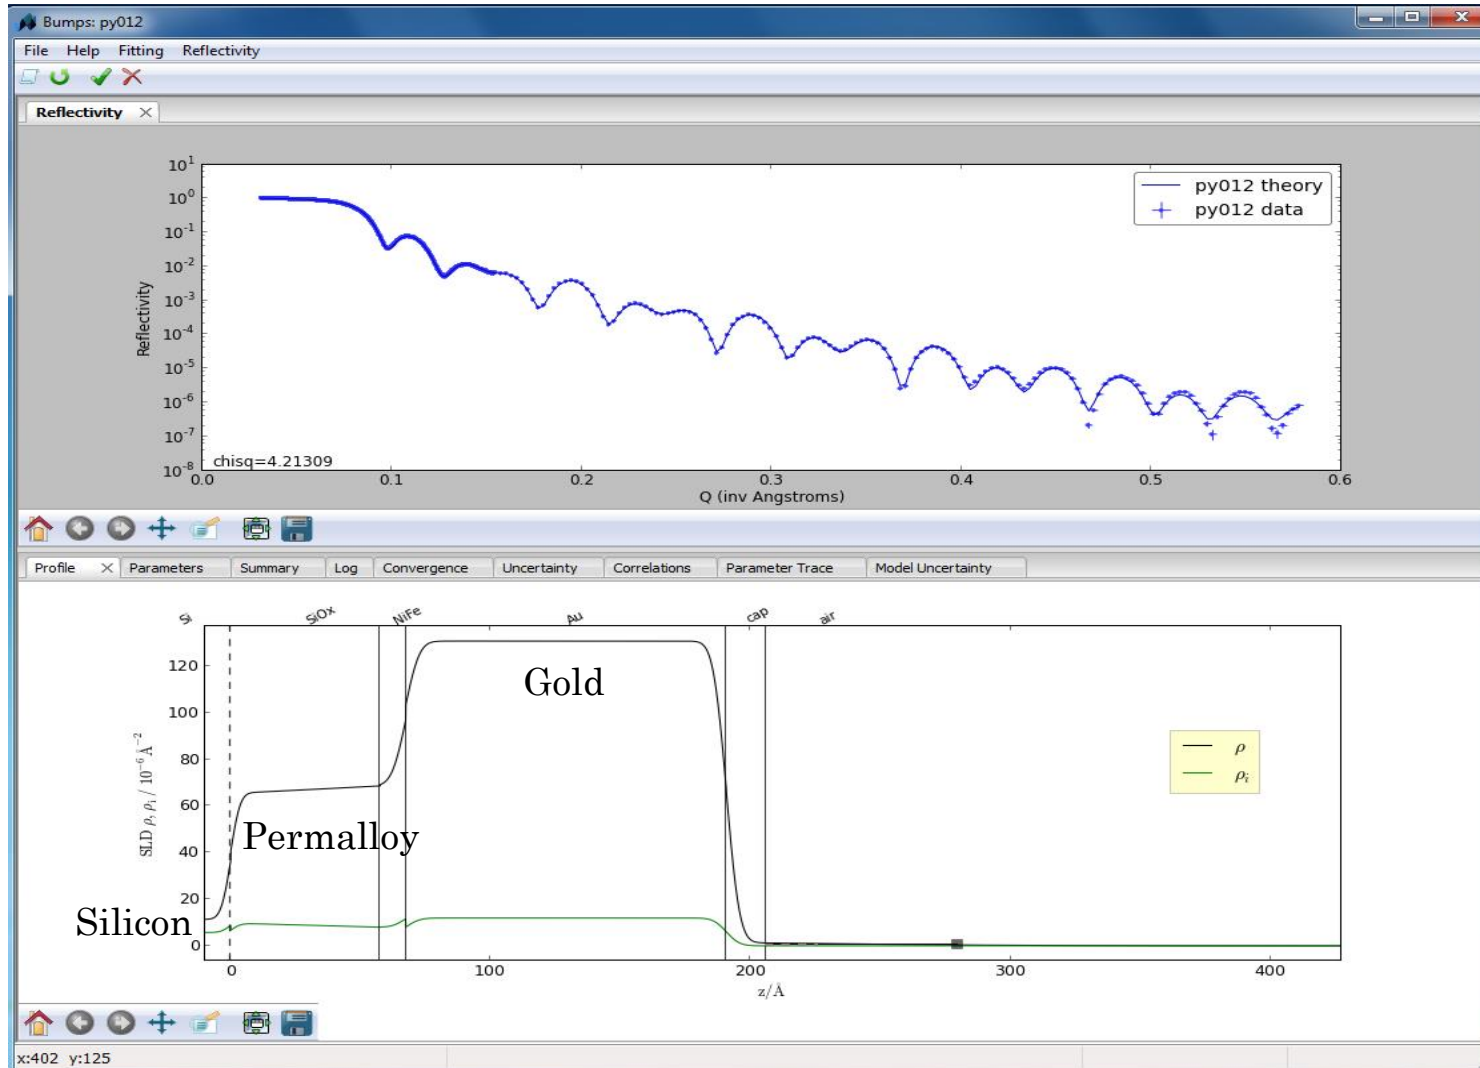 Bumps: py012
File Help Fitting Reflectivity
Reflectivity
10^1
10^0
10^-1
10^-2
10^-3
10^-4
10^-5
10^-6
10^-7
10^-8
Reflectivity
py012 theory
py012 data
chisq=4.21309
0.0 0.1 0.2 0.3 0.4 0.5 0.6
Q (inv Angstroms)
Profile Parameters Summary Log Convergence Uncertainty Correlations Parameter Trace Model Uncertainty
Si SiOx NiFe Au cap air
120
100
80
60
40
20
0
SLD ρ, ρi / 10^-6 Å^-2
Gold
Permalloy
Silicon
ρ
ρi
0 100 200 300 400
z/Å
x:402 y:125